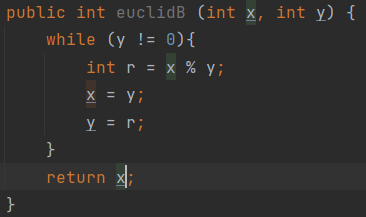 public int euclidB (int x, int y) {
    while (y != 0){
        int r = x % y;
        x = y;
        y = r;
    }
    return x;
}